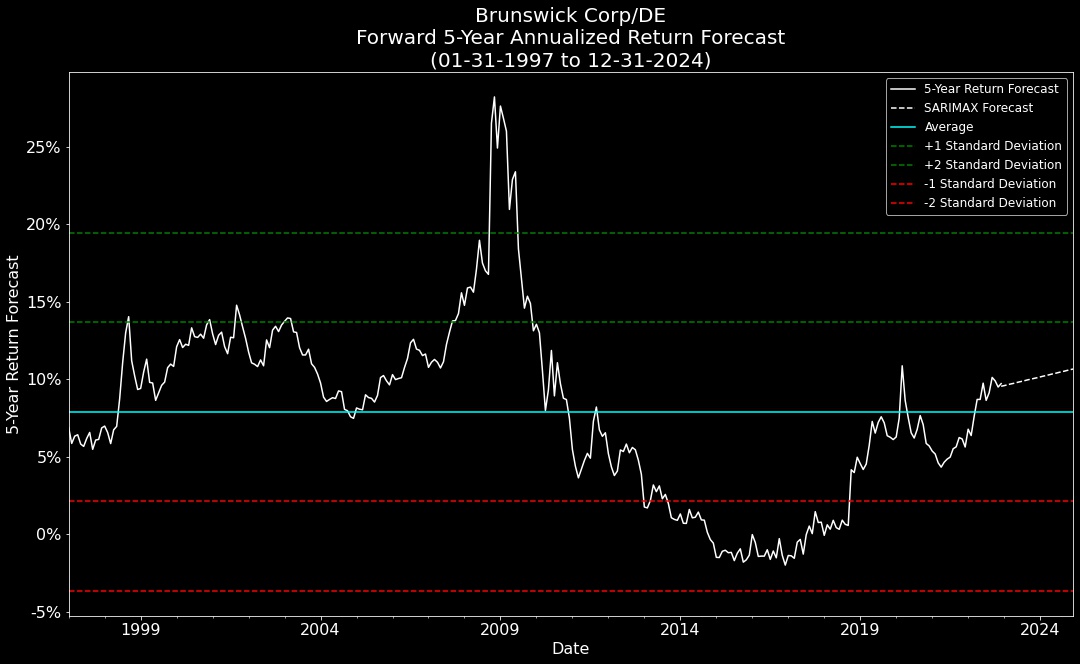 Brunswick Corp/DE
Forward 5-Year Annualized Return Forecast
(01-31-1997 to 12-31-2024)
5-Year Return Forecast
SARIMAX Forecast
Average
+1 Standard Deviation
+2 Standard Deviation
-1 Standard Deviation
-2 Standard Deviation
5-Year Return Forecast
25%
20%
15%
10%
5%
0%
-5%
1999 2004 2009 2014 2019 2024
Date